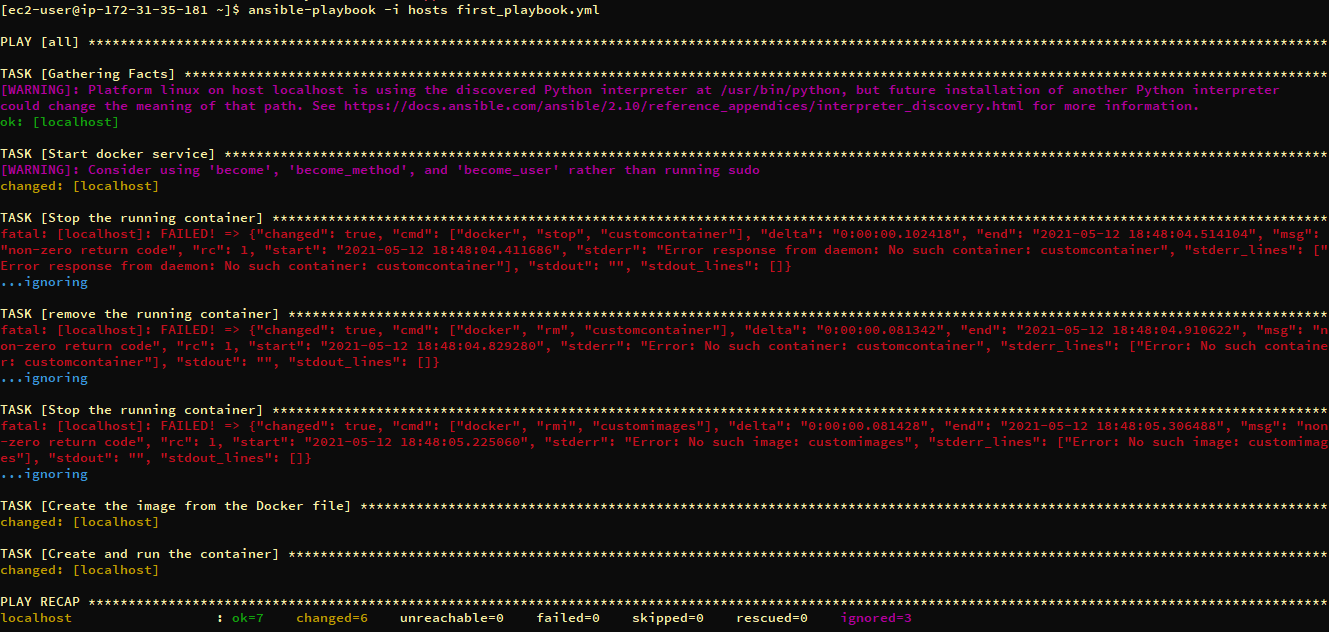 [ec2-user@ip-172-31-35-181 ~]$ ansible-playbook -i hosts first_playbook.yml
PLAY [all] ****************************************************************************************************************************************************************
TASK [Gathering Facts] ****************************************************************************************************************************************************
[WARNING]: Platform linux on host localhost is using the discovered Python interpreter at /usr/bin/python, but future installation of another Python interpreter
could change the meaning of that path. See https://docs.ansible.com/ansible/2.10/reference_appendices/interpreter_discovery.html for more information.
ok: [localhost]
TASK [Start docker service] ***********************************************************************************************************************************************
[WARNING]: Consider using 'become', 'become_method', and 'become_user' rather than running sudo
changed: [localhost]
TASK [Stop the running container] *****************************************************************************************************************************************
fatal: [localhost]: FAILED! => {"changed": true, "cmd": ["docker", "stop", "customcontainer"], "delta": "0:00:00.102418", "end": "2021-05-12 18:48:04.514104", "msg":
"non-zero return code", "rc": 1, "start": "2021-05-12 18:48:04.411686", "stderr": "Error response from daemon: No such container: customcontainer", "stderr_lines": ["
Error response from daemon: No such container: customcontainer"], "stdout": "", "stdout_lines": []}
...ignoring
TASK [remove the running container] ***************************************************************************************************************************************
fatal: [localhost]: FAILED! => {"changed": true, "cmd": ["docker", "rm", "customcontainer"], "delta": "0:00:00.081342", "end": "2021-05-12 18:48:04.910622", "msg": "n
on-zero return code", "rc": 1, "start": "2021-05-12 18:48:04.829280", "stderr": "Error: No such container: customcontainer", "stderr_lines": ["Error: No such containe
r: customcontainer"], "stdout": "", "stdout_lines": []}
...ignoring
TASK [Stop the running container] *****************************************************************************************************************************************
fatal: [localhost]: FAILED! => {"changed": true, "cmd": ["docker", "rmi", "customimages"], "delta": "0:00:00.081428", "end": "2021-05-12 18:48:05.306488", "msg": "non
-zero return code", "rc": 1, "start": "2021-05-12 18:48:05.225060", "stderr": "Error: No such image: customimages", "stderr_lines": ["Error: No such image: customimag
es"], "stdout": "", "stdout_lines": []}
...ignoring
TASK [Create the image from the Docker file] ******************************************************************************************************************************
changed: [localhost]
TASK [Create and run the container] ***************************************************************************************************************************************
changed: [localhost]
PLAY RECAP ****************************************************************************************************************************************************************
localhost                  : ok=7    changed=6    unreachable=0    failed=0    skipped=0    rescued=0    ignored=3